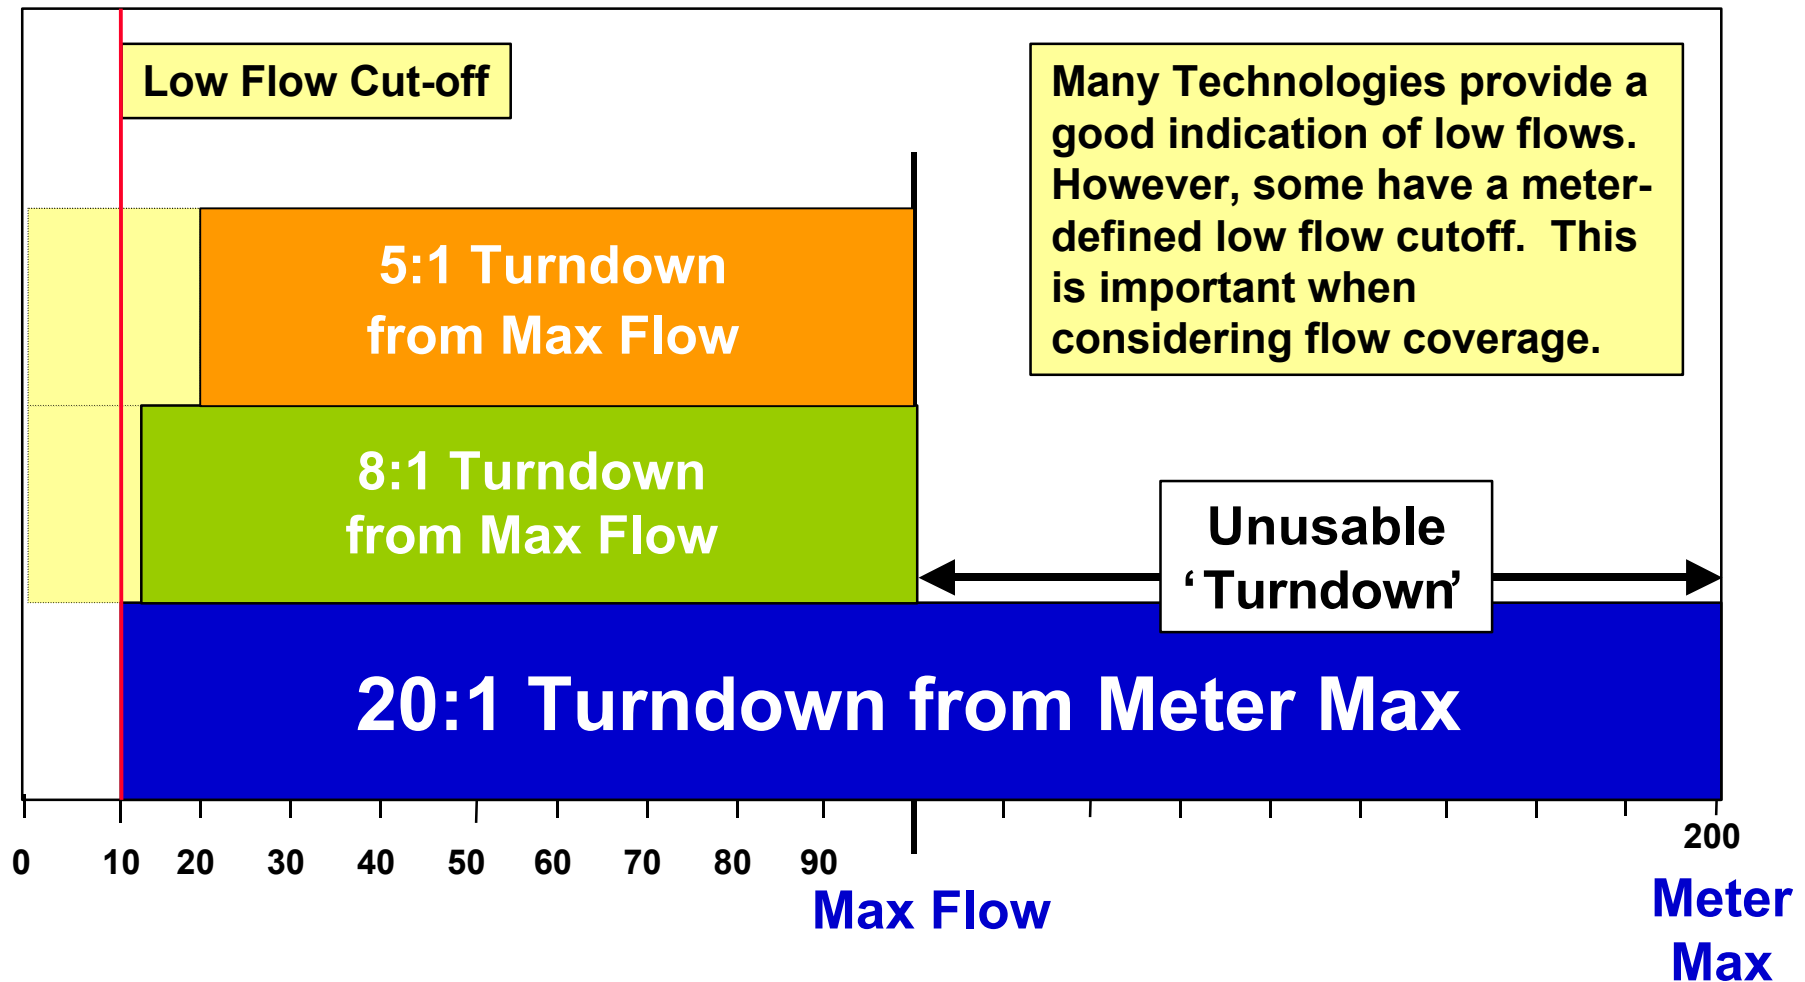 Low Flow Cut-off
Many Technologies provide a
good indication of low flows.
However, some have a meter-
defined low flow cutoff.  This
is important when
considering flow coverage.
5:1 Turndown
from Max Flow
8:1 Turndown
from Max Flow
Unusable
‘Turndown’
20:1 Turndown from Meter Max
0 10 20 30 40 50 60 70 80 90 200
Max Flow
Meter
Max